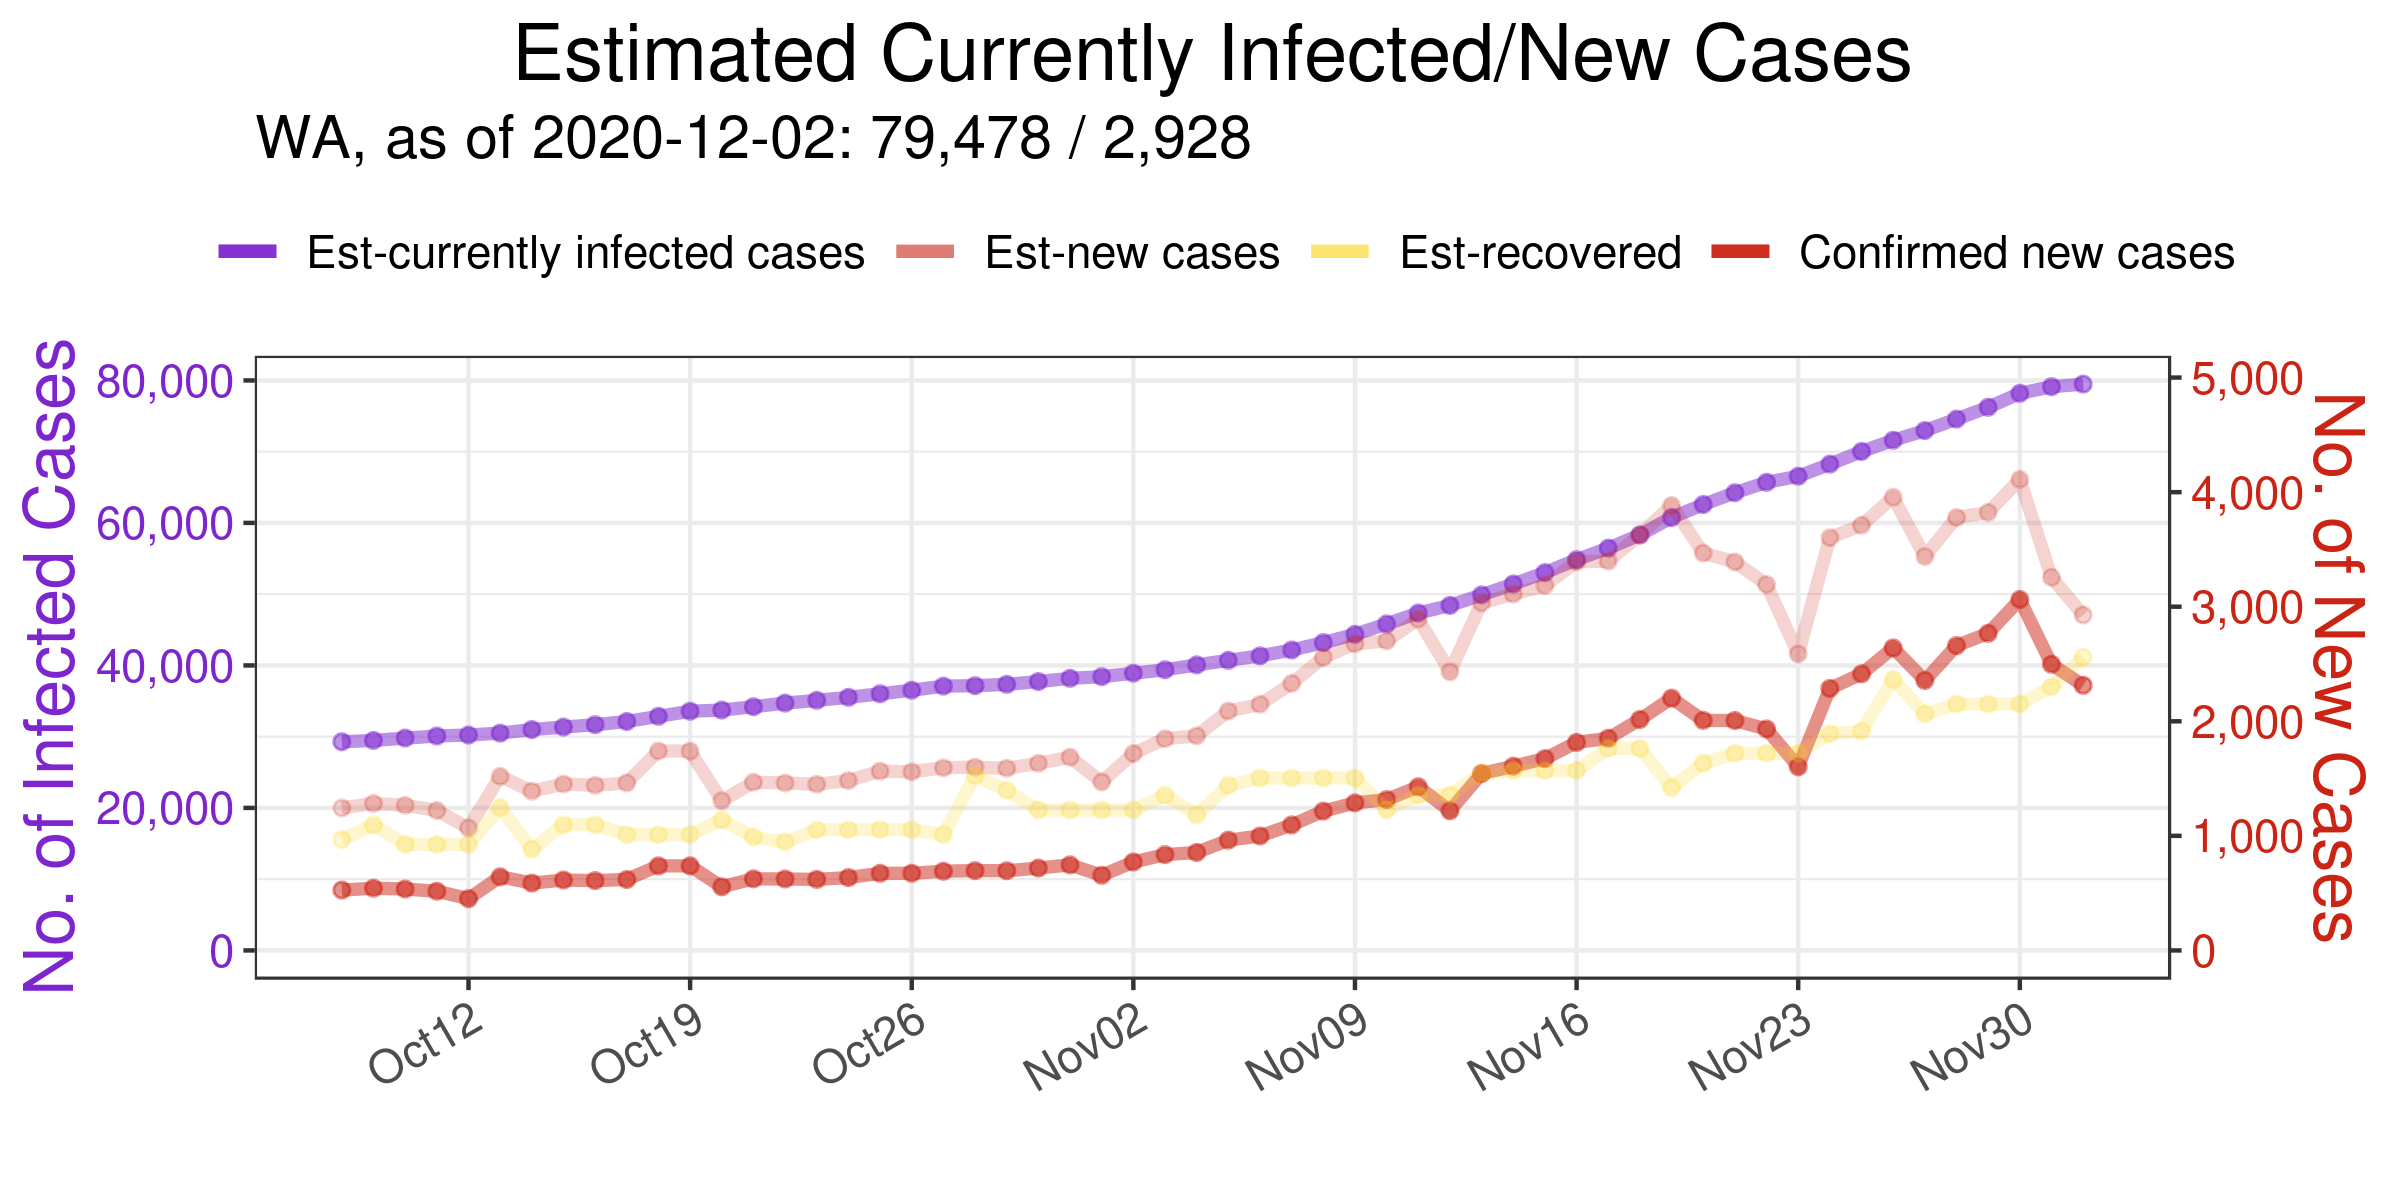 Estimated Currently Infected/New Cases
WA, as of 2020-12-02: 79,478 / 2,928
Est-currently infected cases Est-new cases Est-recovered Confirmed new cases
No. of Infected Cases
80,000
60,000
40,000
20,000
0
5,000
4,000
3,000
2,000
1,000
0
No. of New Cases
Oct12 Oct19 Oct26 Nov02 Nov09 Nov16 Nov23 Nov30